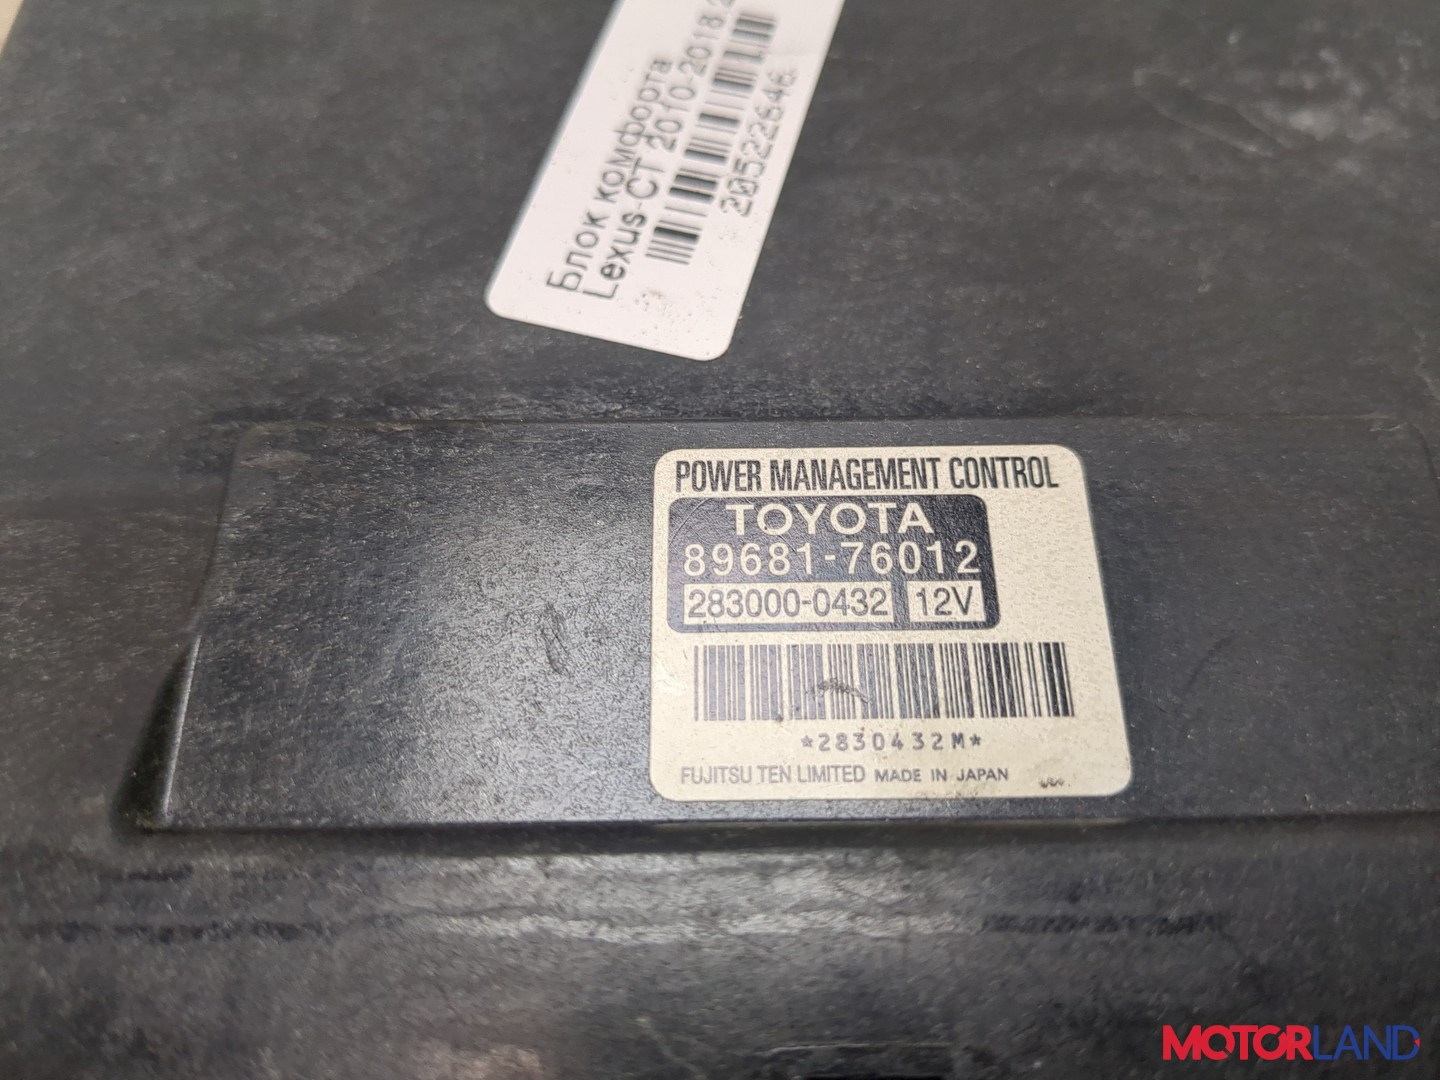 Блок комфорта
Lexus CT 2010-2018
20522646
POWER MANAGEMENT CONTROL
TOYOTA
89681-76012
283000-0432 12V
*2830432M*
FUJITSU TEN LIMITED MADE IN JAPAN
MOTORLAND